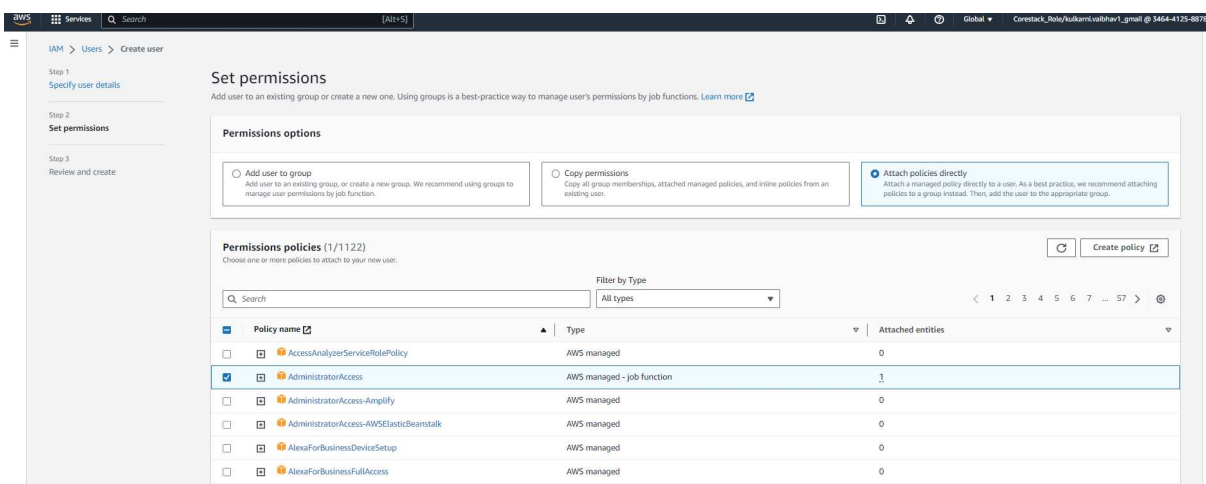 aws Services Search [Alt+S] Global Corestack_Role/kulkarni.vaibhav1_gmail @ 3464-4125-8878
IAM > Users > Create user
Step 1
Specify user details
Step 2
Set permissions
Step 3
Review and create
Set permissions
Add user to an existing group or create a new one. Using groups is a best-practice way to manage user's permissions by job functions. Learn more
Permissions options
Add user to group
Add user to an existing group, or create a new group. We recommend using groups to
manage user permissions by job function.
Copy permissions
Copy all group memberships, attached managed policies, and inline policies from an
existing user.
Attach policies directly
Attach a managed policy directly to a user. As a best practice, we recommend attaching
policies to a group instead. Then, add the user to the appropriate group.
Permissions policies (1/1122)
Choose one or more policies to attach to your new user.
Create policy
Filter by Type
Search All types < 1 2 3 4 5 6 7 ... 57 >
Policy name Type Attached entities
AccessAnalyzerServiceRolePolicy AWS managed 0
AdministratorAccess AWS managed - job function 1
AdministratorAccess-Amplify AWS managed 0
AdministratorAccess-AWSElasticBeanstalk AWS managed 0
AlexaForBusinessDeviceSetup AWS managed 0
AlexaForBusinessFullAccess AWS managed 0